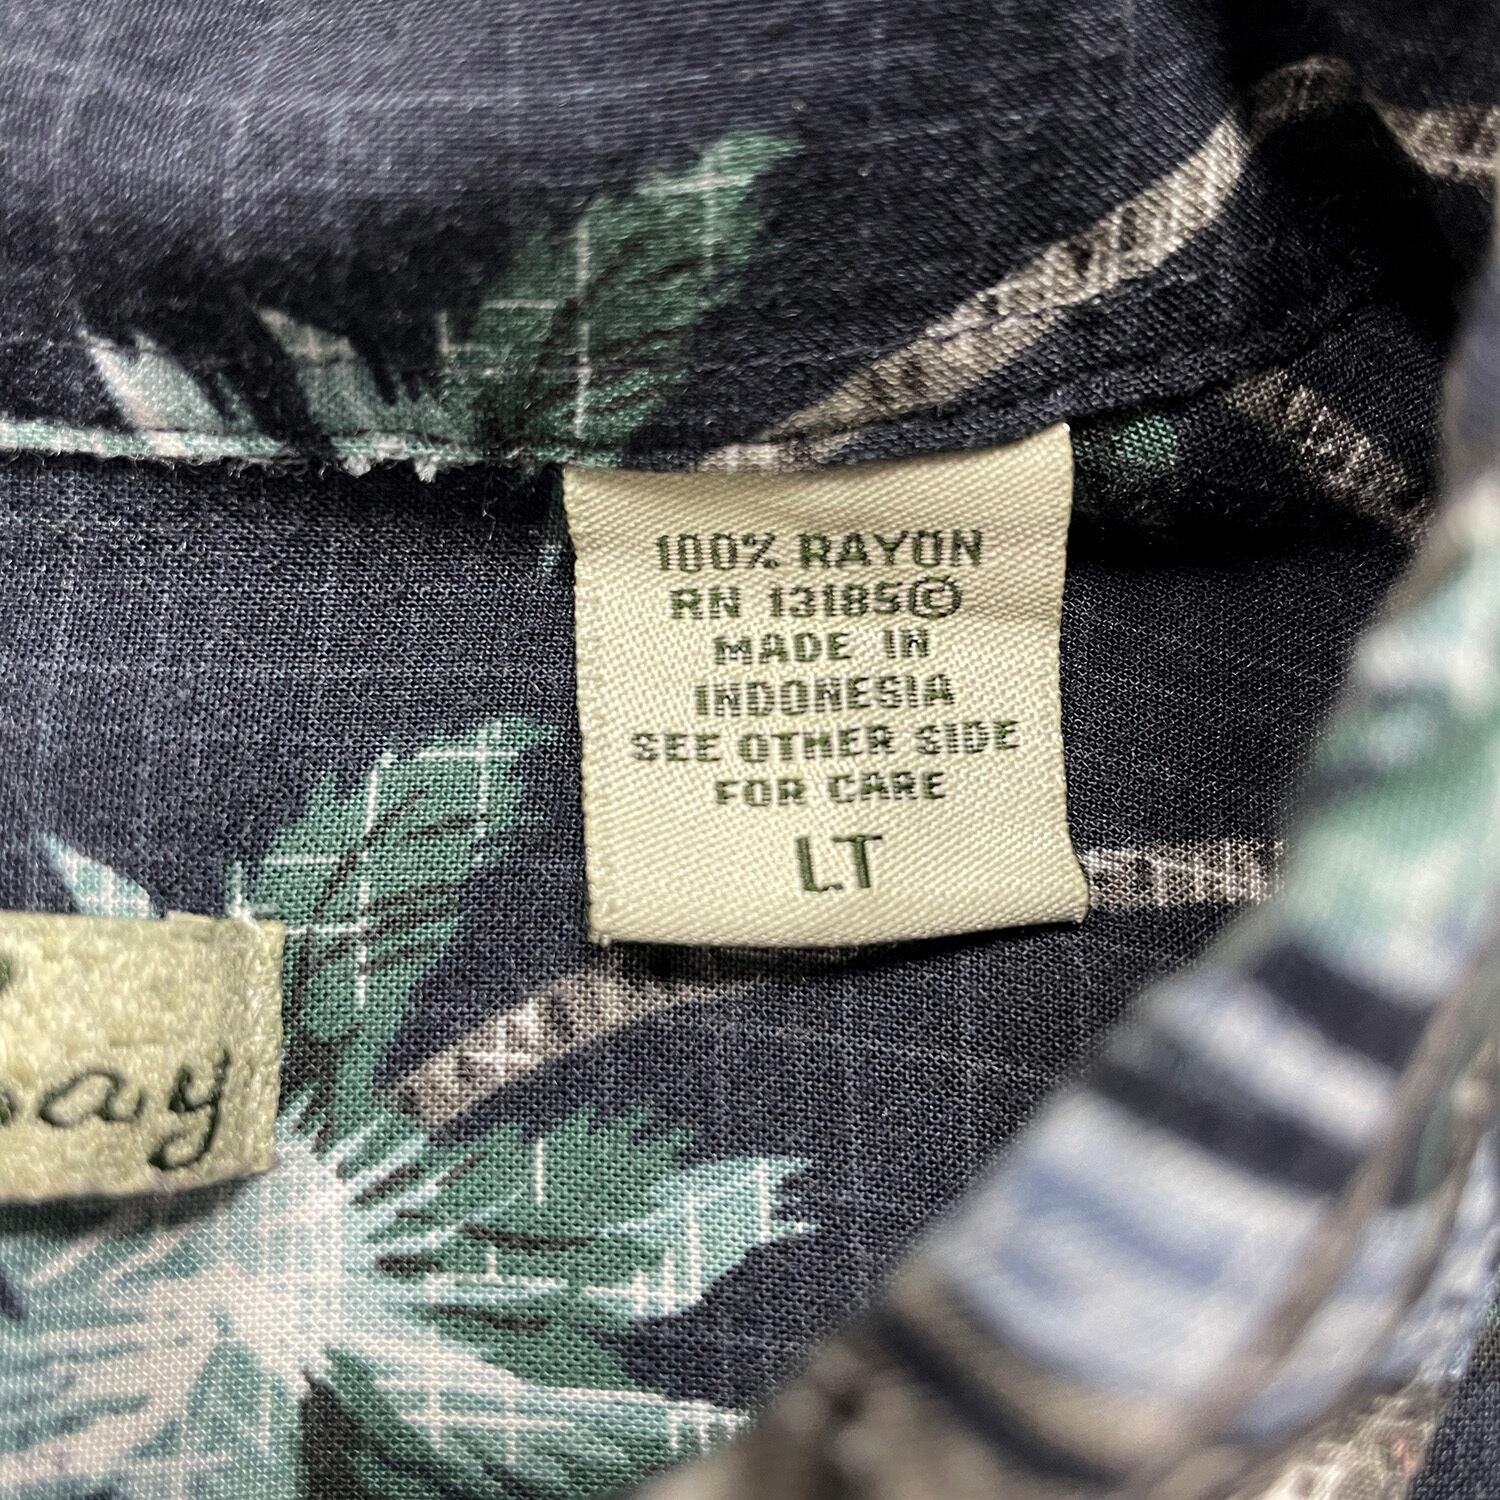 100% RAYON
RN 13185©
MADE IN
INDONESIA
SEE OTHER SIDE
FOR CARE
LT